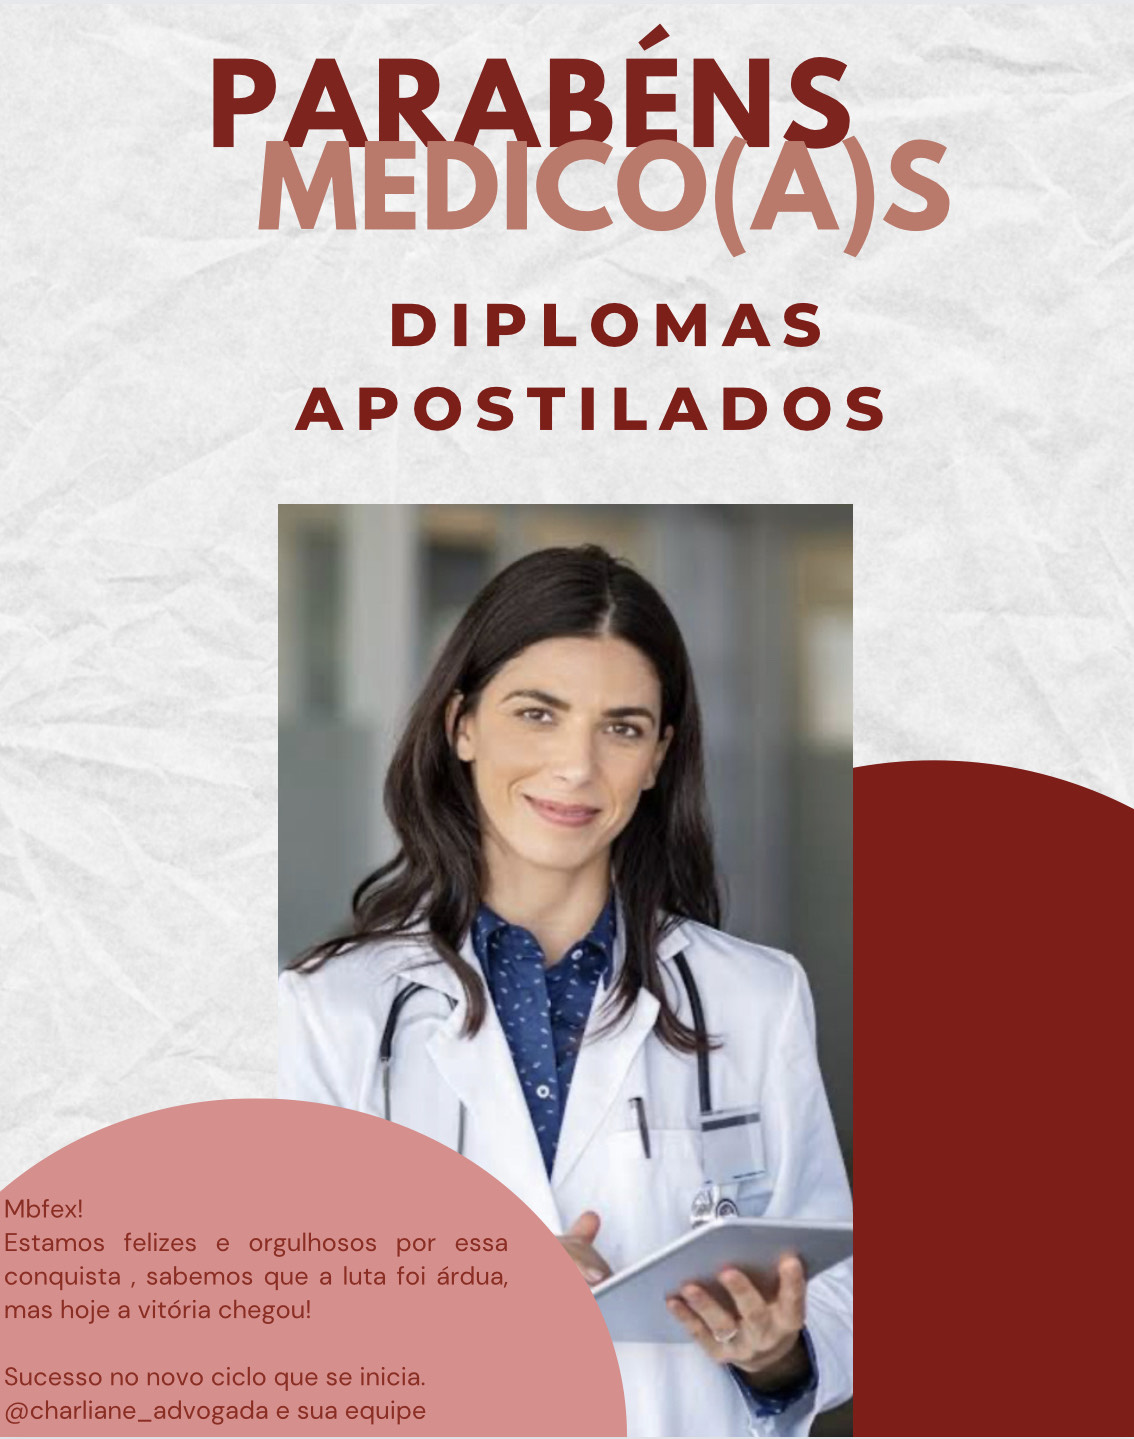 PARABÉNS
MEDICO(A)S
DIPLOMAS
APOSTILADOS
Mbfex!
Estamos felizes e orgulhosos por essa
conquista , sabemos que a luta foi árdua,
mas hoje a vitória chegou!
Sucesso no novo ciclo que se inicia.
@charliane_advogada e sua equipe